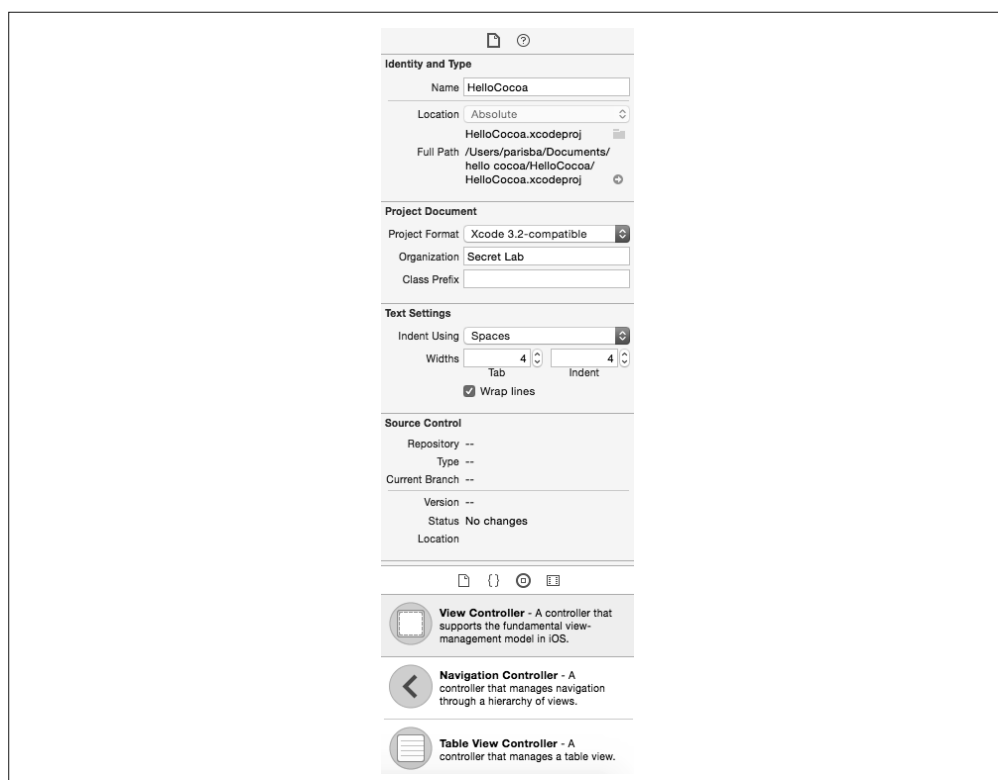 Identity and Type
Name HelloCocoa
Location Absolute
HelloCocoa.xcodeproj
Full Path /Users/parisba/Documents/
hello cocoa/HelloCocoa/
HelloCocoa.xcodeproj
Project Document
Project Format Xcode 3.2-compatible
Organization Secret Lab
Class Prefix
Text Settings
Indent Using Spaces
Widths 4 4
Tab Indent
Wrap lines
Source Control
Repository --
Type --
Current Branch --
Version --
Status No changes
Location
{}
View Controller - A controller that
supports the fundamental view-
management model in iOS.
Navigation Controller - A
controller that manages navigation
through a hierarchy of views.
Table View Controller - A
controller that manages a table view.